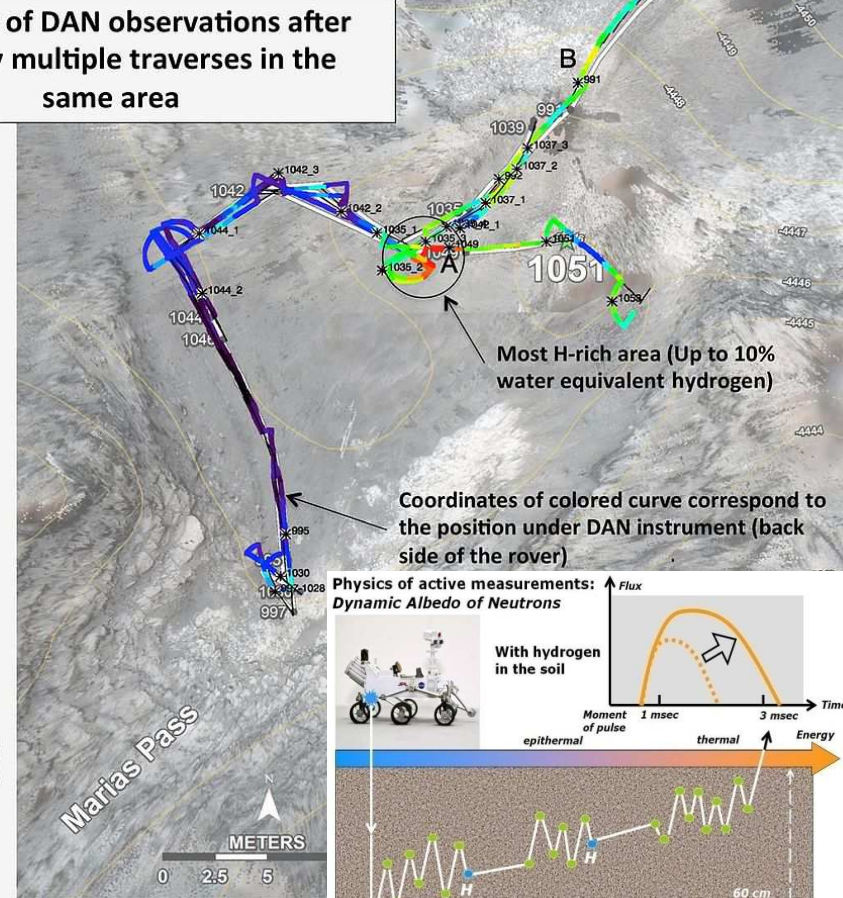 of DAN observations after
multiple traverses in the
same area
B
991
-4450
-4449
-4448
1039
1037_3
1037_2
1037_1
1042_3
1042
1042_2
1035_1
1044_1
1035_3
1049
A
1035_2
1051
-4447
-4446
-4445
1053
1044_2
1044
Most H-rich area (Up to 10%
water equivalent hydrogen)
-4444
Coordinates of colored curve correspond to
the position under DAN instrument (back
side of the rover)
995
1030
997
Physics of active measurements:
Dynamic Albedo of Neutrons
With hydrogen
in the soil
Flux
Moment
of pulse
1 msec
3 msec
Time
epithermal
thermal
Energy
H
H
60 cm
Marias Pass
N
METERS
0 2.5 5